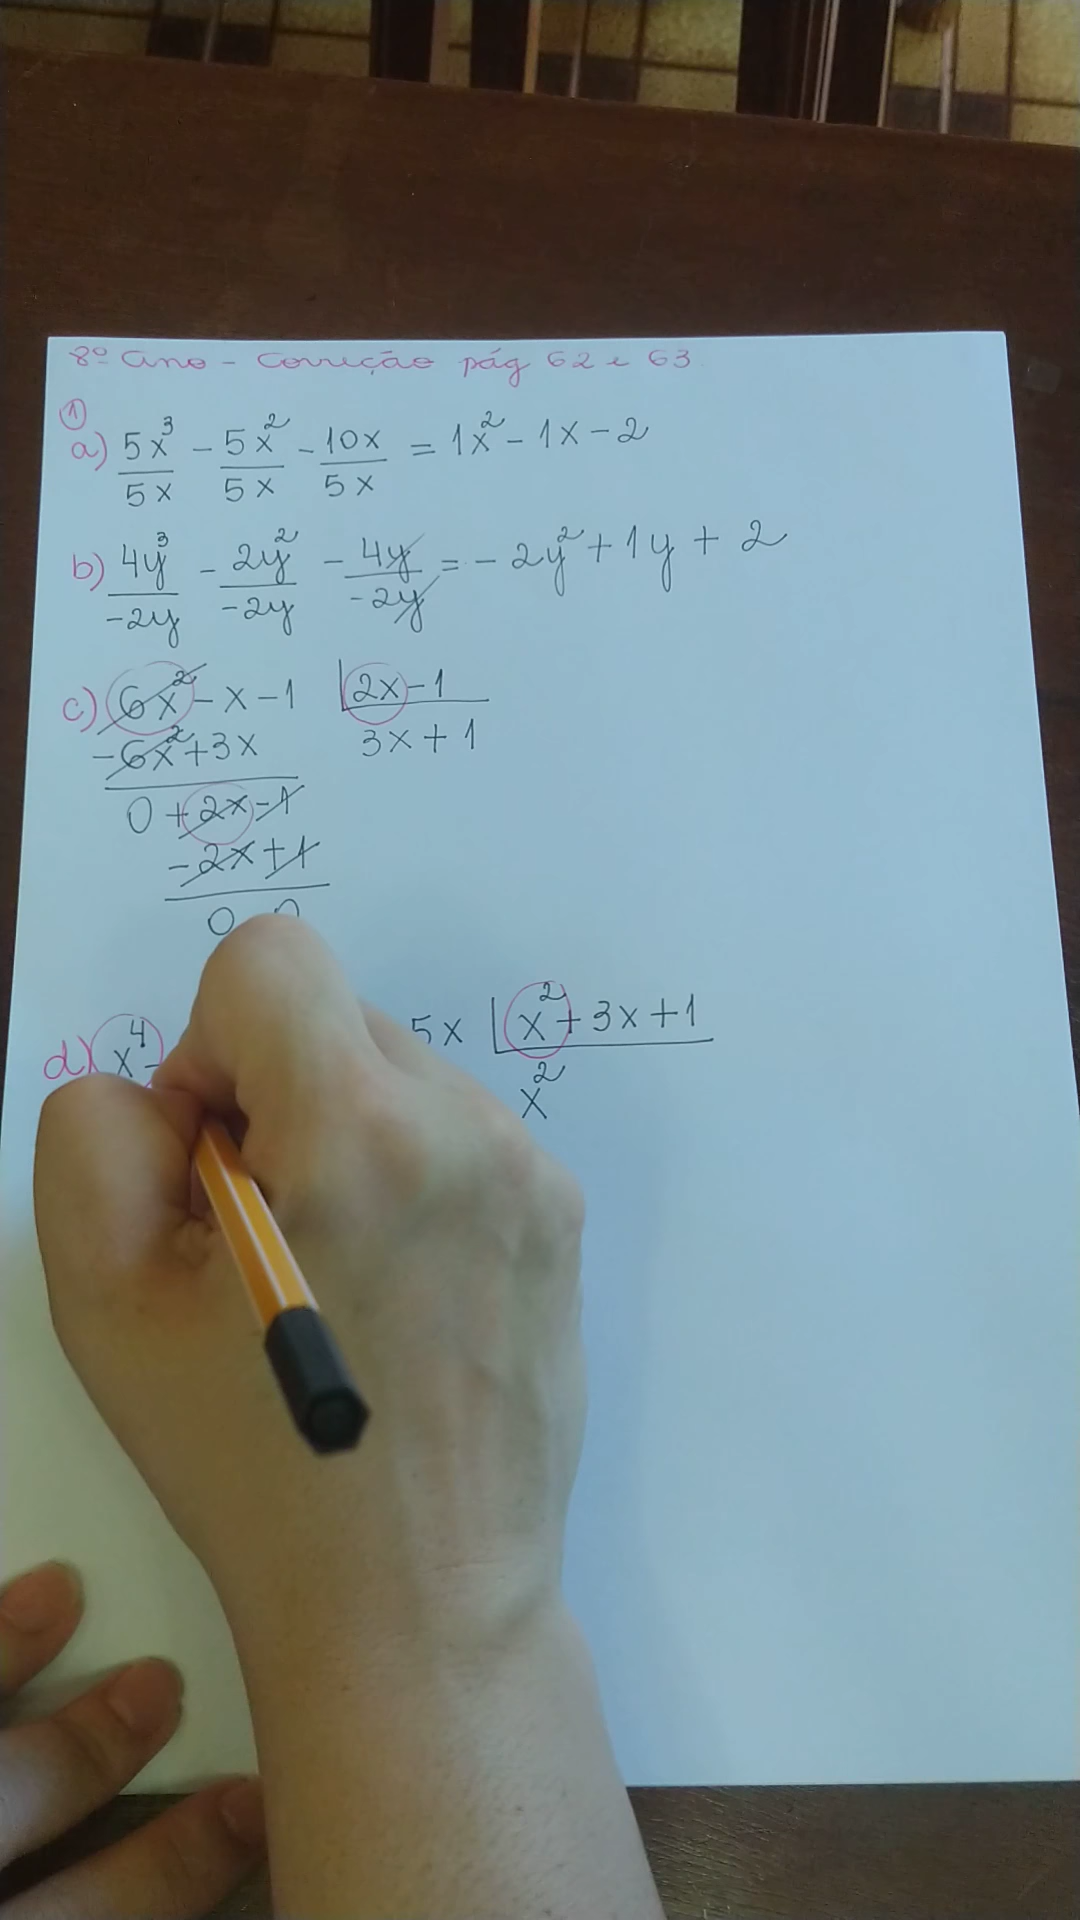 8º Ano - Correção pág 62 e 63
①
a) 5x³/5x - 5x²/5x - 10x/5x = 1x² - 1x - 2
b) 4y³/-2y - 2y²/-2y - 4y/-2y = - 2y² + 1y + 2
c) 6x² - x - 1 |2x - 1
-6x² + 3x 3x + 1
0 + 2x - 1
-2x + 1
0 0
d) x⁴ - 5x |x² + 3x + 1
x²